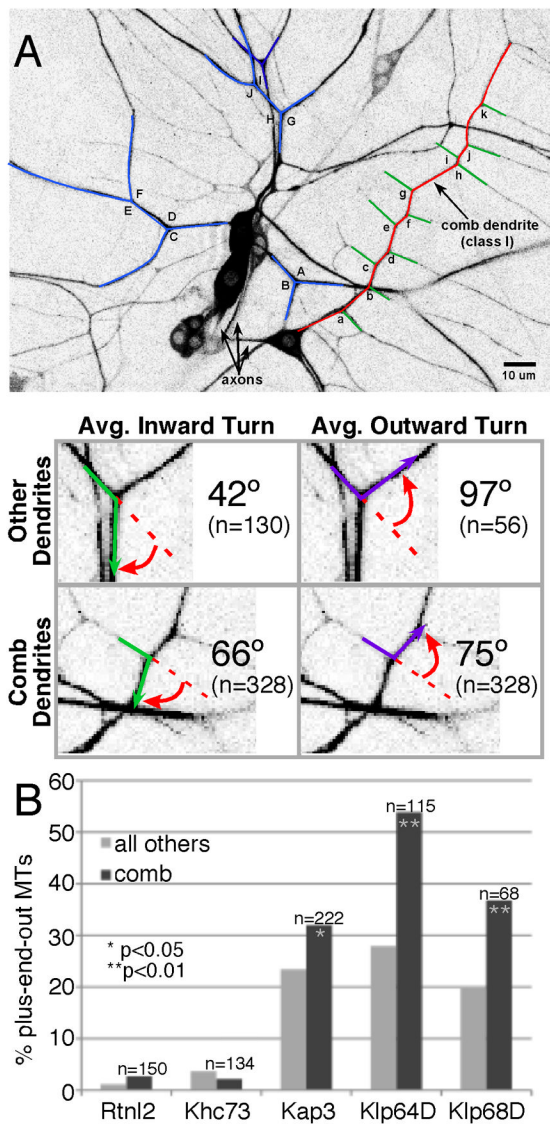 A
I
J
H
G
F
E
D
C
A
B
k
j
i
h
g
f
e
d
c
b
a
comb dendrite
(class I)
axons
10 um
Avg. Inward Turn
Avg. Outward Turn
Other
Dendrites
42º
(n=130)
97º
(n=56)
Comb
Dendrites
66º
(n=328)
75º
(n=328)
B
% plus-end-out MTs
60
50
40
30
20
10
0
all others
comb
* p<0.05
**p<0.01
n=150
n=134
n=222
*
n=115
**
n=68
**
Rtnl2
Khc73
Kap3
Klp64D
Klp68D